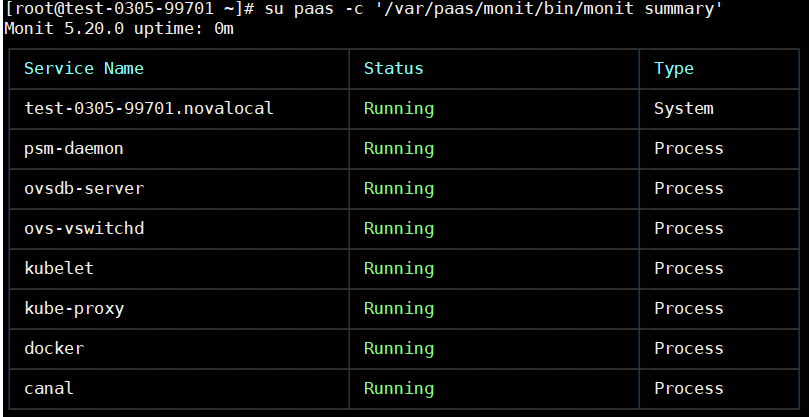 [root@test-0305-99701 ~]# su paas -c '/var/paas/monit/bin/monit summary'
Monit 5.20.0 uptime: 0m
Service Name Status Type
test-0305-99701.novalocal Running System
psm-daemon Running Process
ovsdb-server Running Process
ovs-vswitchd Running Process
kubelet Running Process
kube-proxy Running Process
docker Running Process
canal Running Process